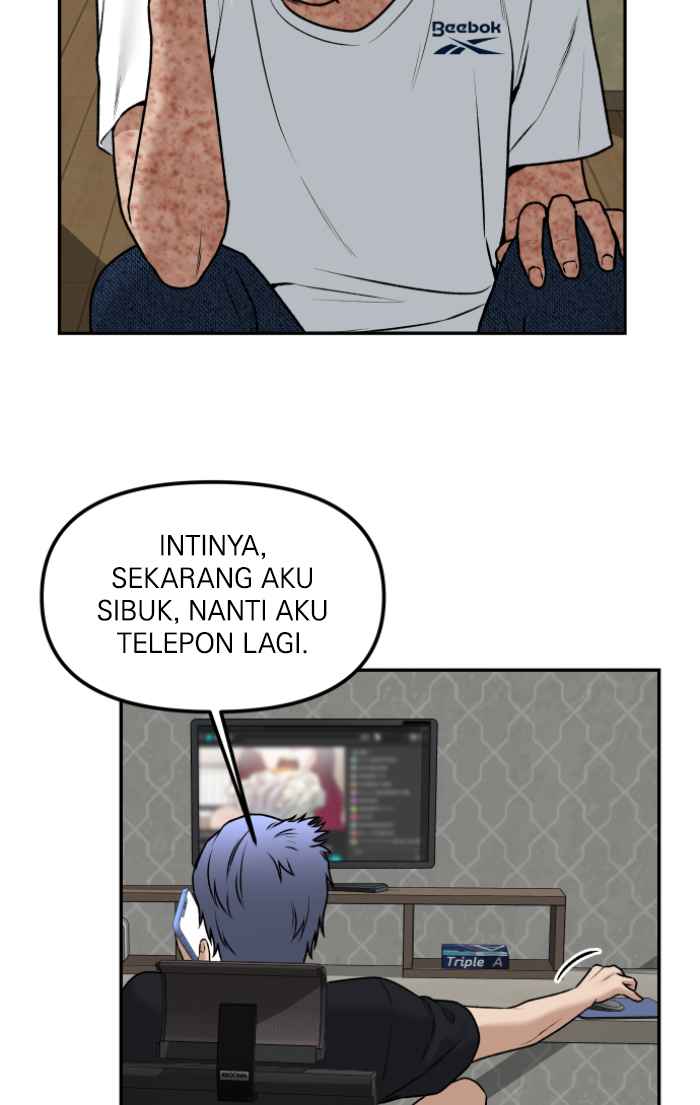 Beebok
INTINYA,
SEKARANG AKU
SIBUK, NANTI AKU
TELEPON LAGI.
Triple A